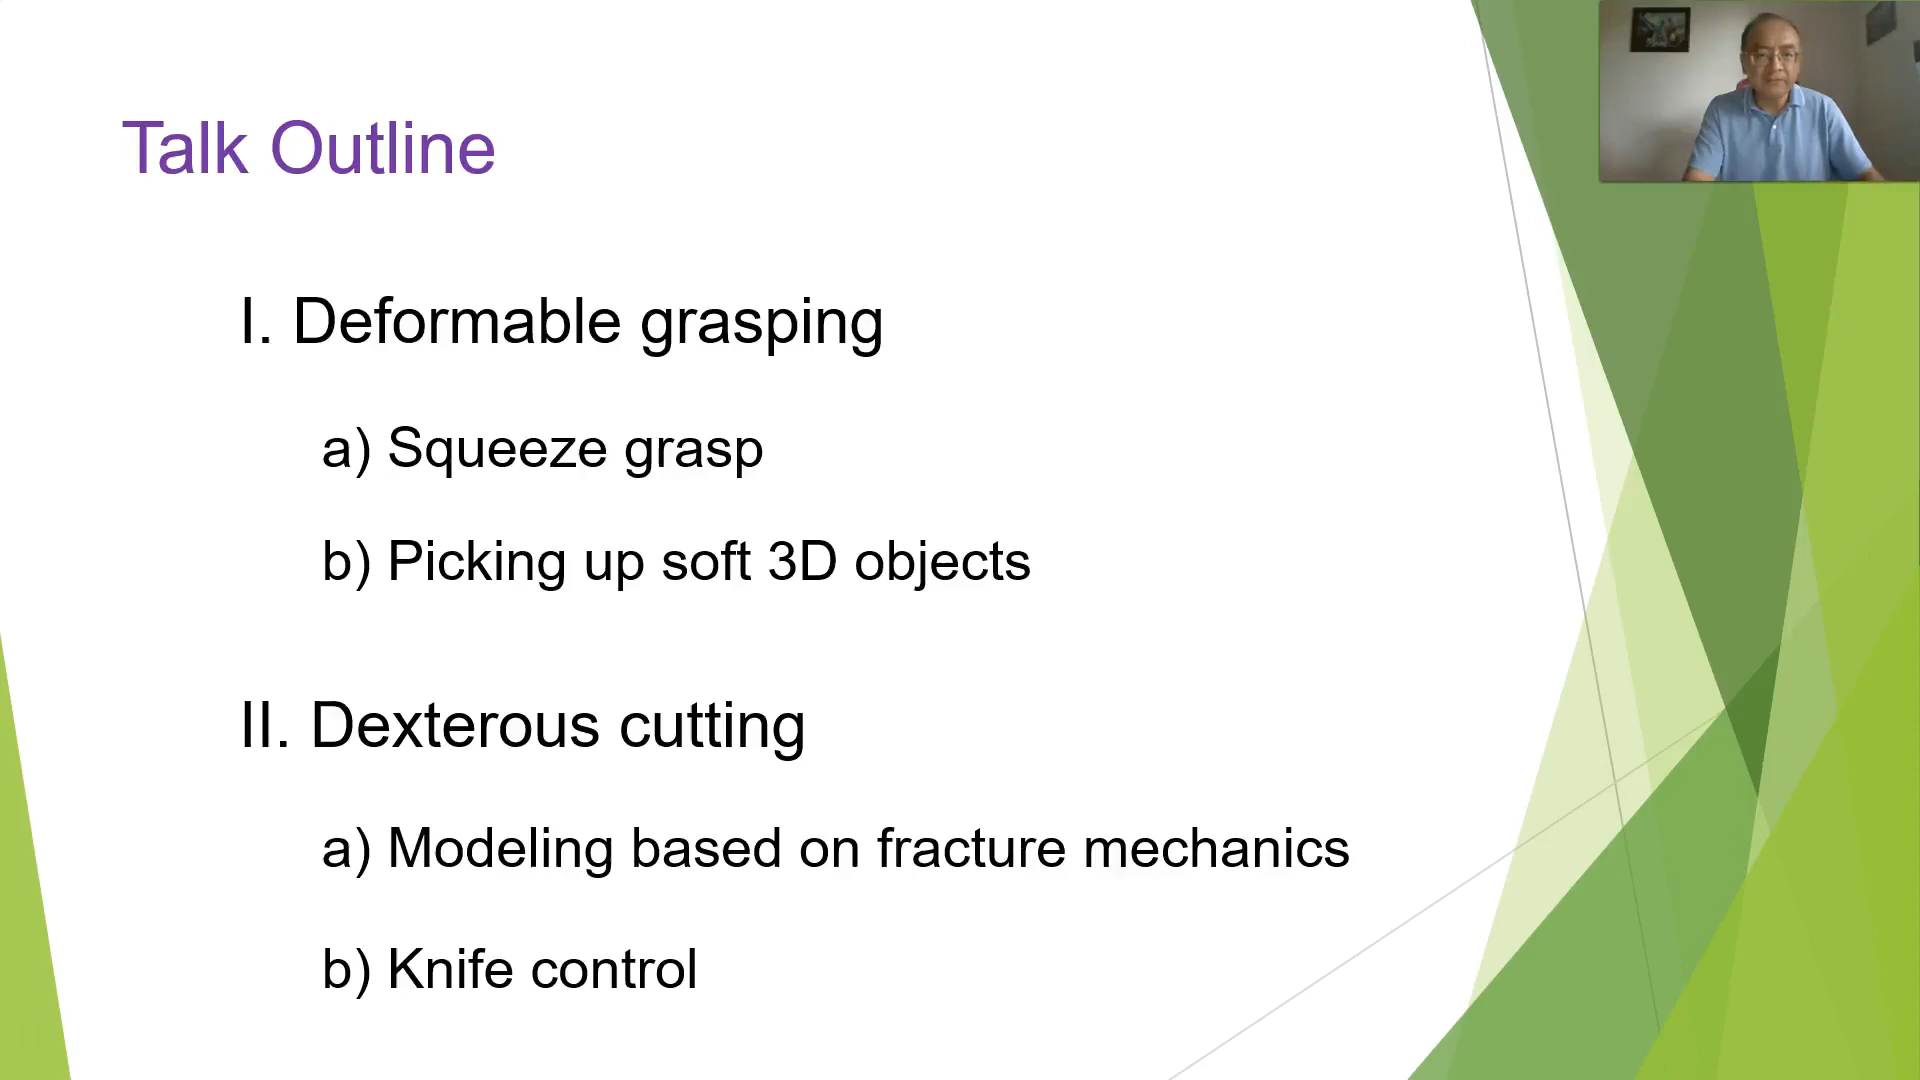 Talk Outline
I. Deformable grasping
a) Squeeze grasp
b) Picking up soft 3D objects
II. Dexterous cutting
a) Modeling based on fracture mechanics
b) Knife control